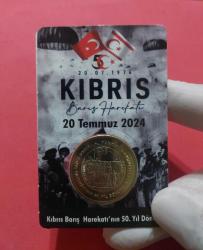 50
20.07.1974
KIBRIS
Barış Harekatı
20 Temmuz 2024
Kıbrıs Barış Harekatı'nın 50. Yıl Dön